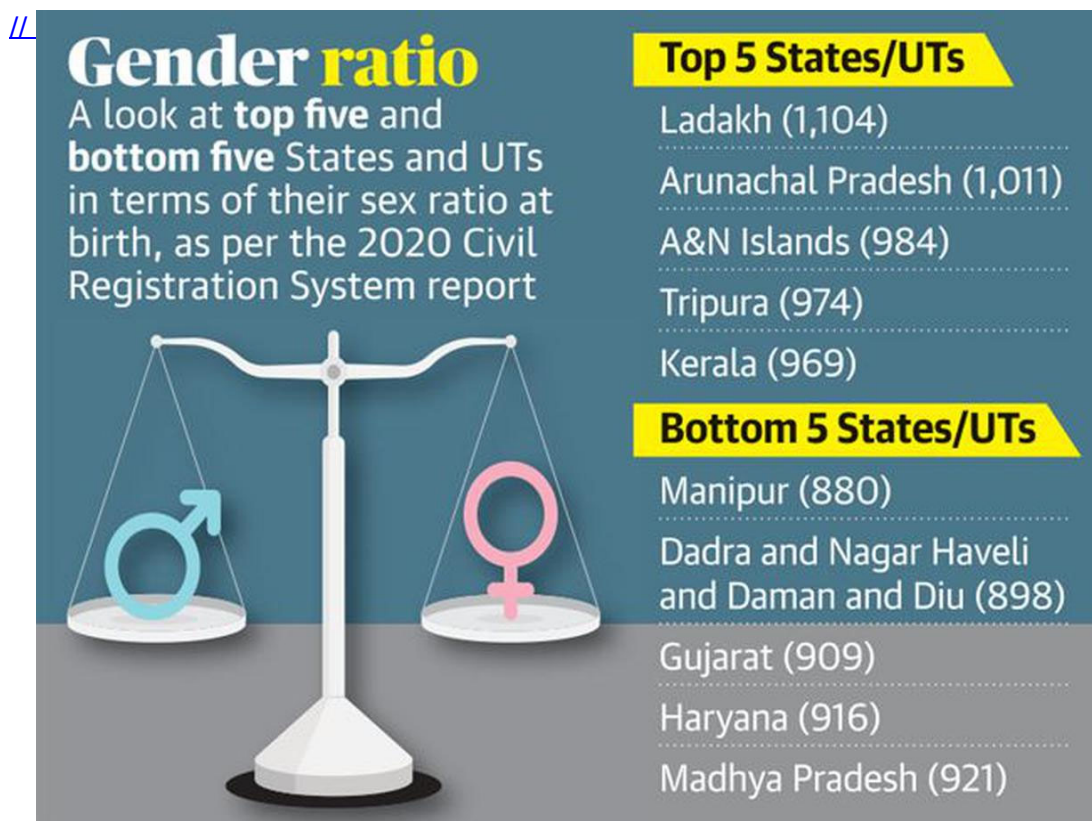 //
Gender ratio
A look at top five and
bottom five States and UTs
in terms of their sex ratio at
birth, as per the 2020 Civil
Registration System report
Top 5 States/UTs
Ladakh (1,104)
Arunachal Pradesh (1,011)
A&N Islands (984)
Tripura (974)
Kerala (969)
Bottom 5 States/UTs
Manipur (880)
Dadra and Nagar Haveli
and Daman and Diu (898)
Gujarat (909)
Haryana (916)
Madhya Pradesh (921)